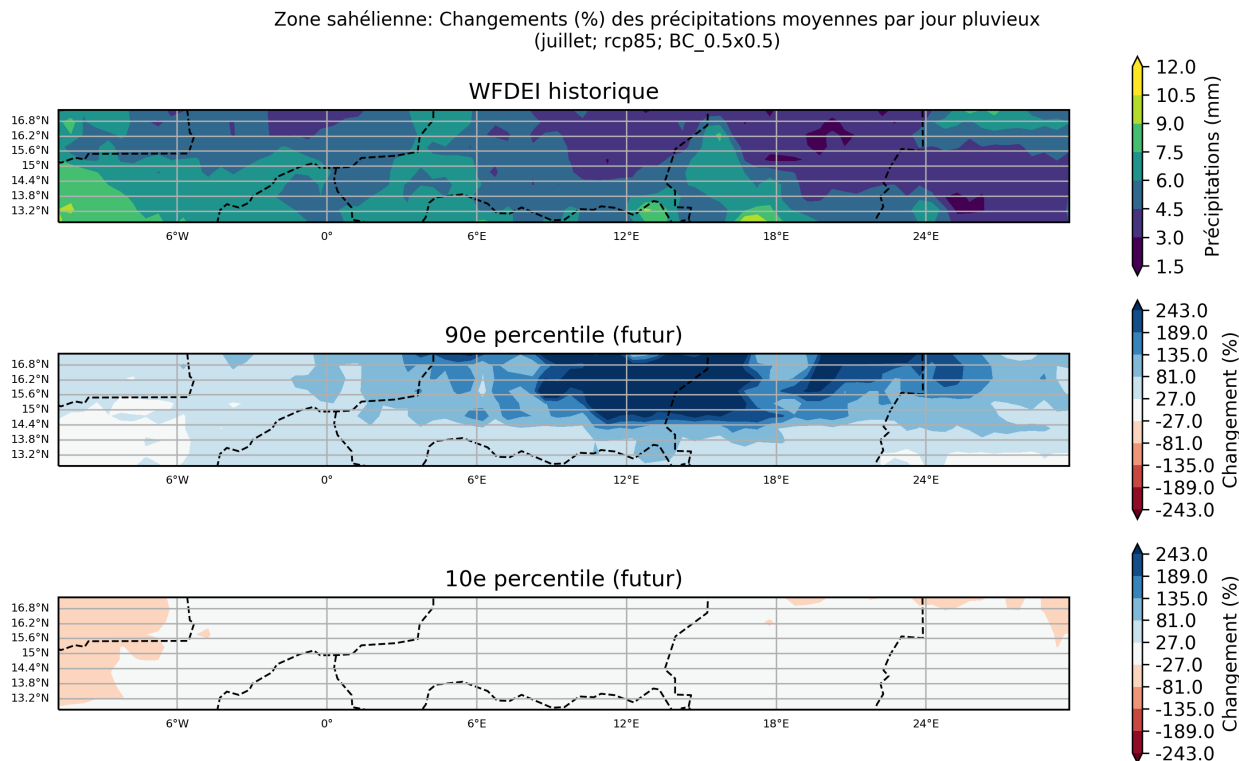 Zone sahélienne: Changements (%) des précipitations moyennes par jour pluvieux
(juillet; rcp85; BC_0.5x0.5)
WFDEI historique
16.8°N
16.2°N
15.6°N
15°N
14.4°N
13.8°N
13.2°N
6°W
0°
6°E
12°E
18°E
24°E
12.0
10.5
9.0
7.5
6.0
4.5
3.0
1.5
Précipitations (mm)
90e percentile (futur)
16.8°N
16.2°N
15.6°N
15°N
14.4°N
13.8°N
13.2°N
6°W
0°
6°E
12°E
18°E
24°E
243.0
189.0
135.0
81.0
27.0
-27.0
-81.0
-135.0
-189.0
-243.0
Changement (%)
10e percentile (futur)
16.8°N
16.2°N
15.6°N
15°N
14.4°N
13.8°N
13.2°N
6°W
0°
6°E
12°E
18°E
24°E
243.0
189.0
135.0
81.0
27.0
-27.0
-81.0
-135.0
-189.0
-243.0
Changement (%)